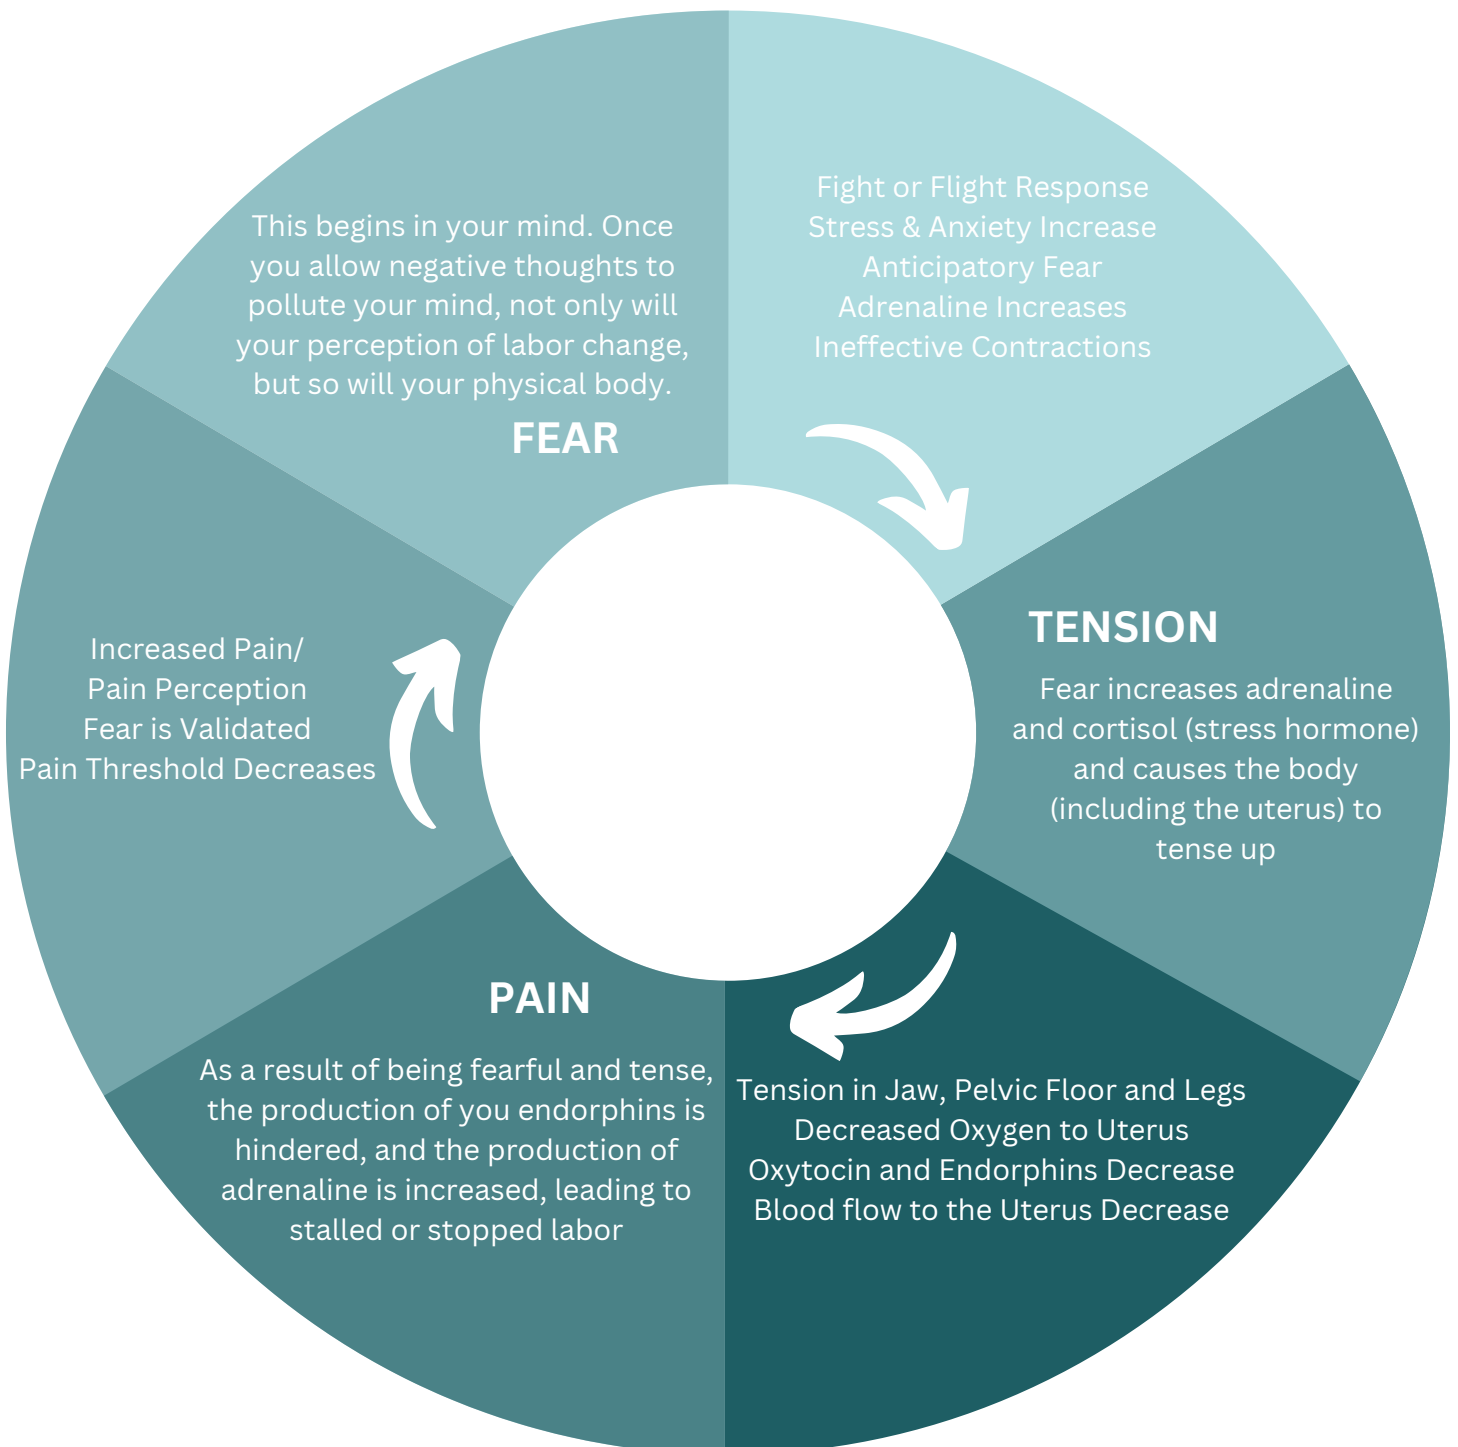 This begins in your mind. Once
you allow negative thoughts to
pollute your mind, not only will
your perception of labor change,
but so will your physical body.
FEAR
Fight or Flight Response
Stress & Anxiety Increase
Anticipatory Fear
Adrenaline Increases
Ineffective Contractions
TENSION
Fear increases adrenaline
and cortisol (stress hormone)
and causes the body
(including the uterus) to
tense up
Tension in Jaw, Pelvic Floor and Legs
Decreased Oxygen to Uterus
Oxytocin and Endorphins Decrease
Blood flow to the Uterus Decrease
PAIN
As a result of being fearful and tense,
the production of you endorphins is
hindered, and the production of
adrenaline is increased, leading to
stalled or stopped labor
Increased Pain/
Pain Perception
Fear is Validated
Pain Threshold Decreases